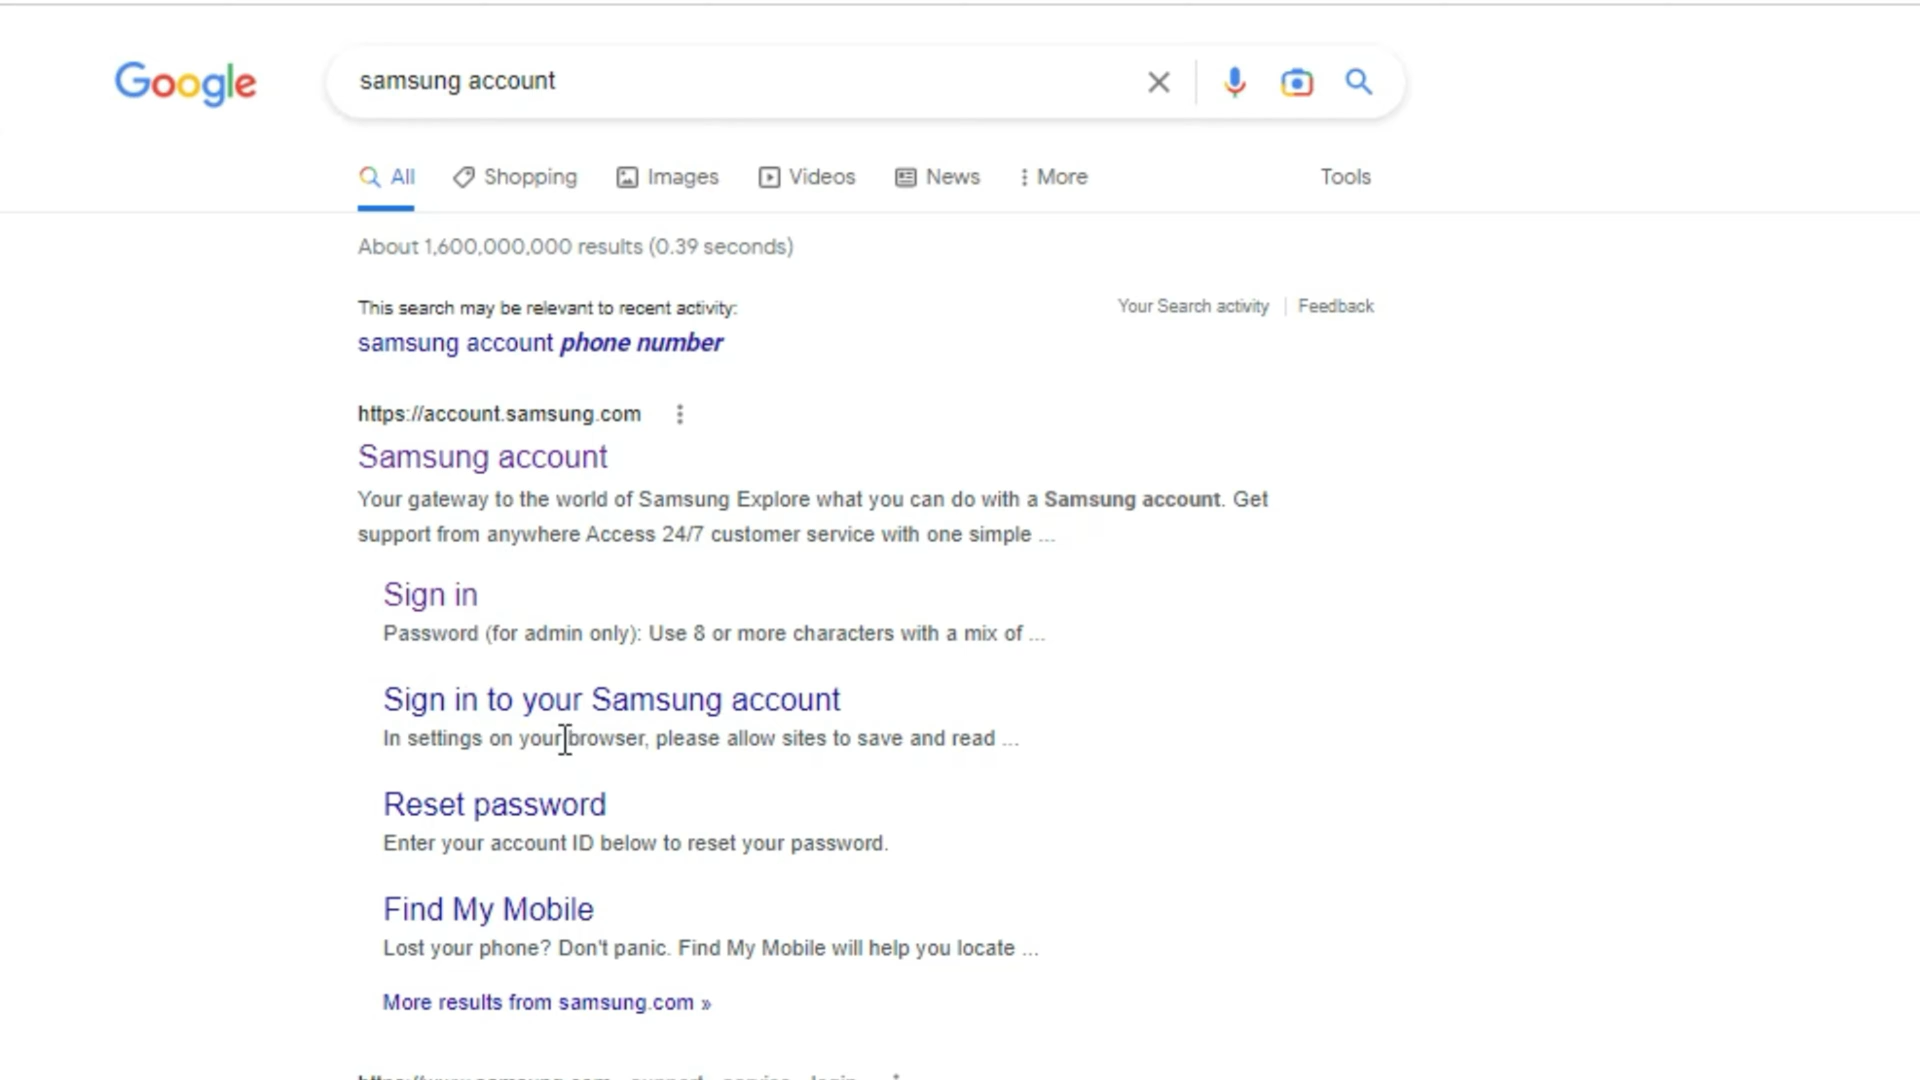 Google
samsung account
All Shopping Images Videos News More Tools
About 1,600,000,000 results (0.39 seconds)
This search may be relevant to recent activity:
Your Search activity Feedback
samsung account phone number
https://account.samsung.com
Samsung account
Your gateway to the world of Samsung Explore what you can do with a Samsung account. Get
support from anywhere Access 24/7 customer service with one simple ...
Sign in
Password (for admin only): Use 8 or more characters with a mix of ...
Sign in to your Samsung account
In settings on your browser, please allow sites to save and read ...
Reset password
Enter your account ID below to reset your password.
Find My Mobile
Lost your phone? Don't panic. Find My Mobile will help you locate ...
More results from samsung.com »